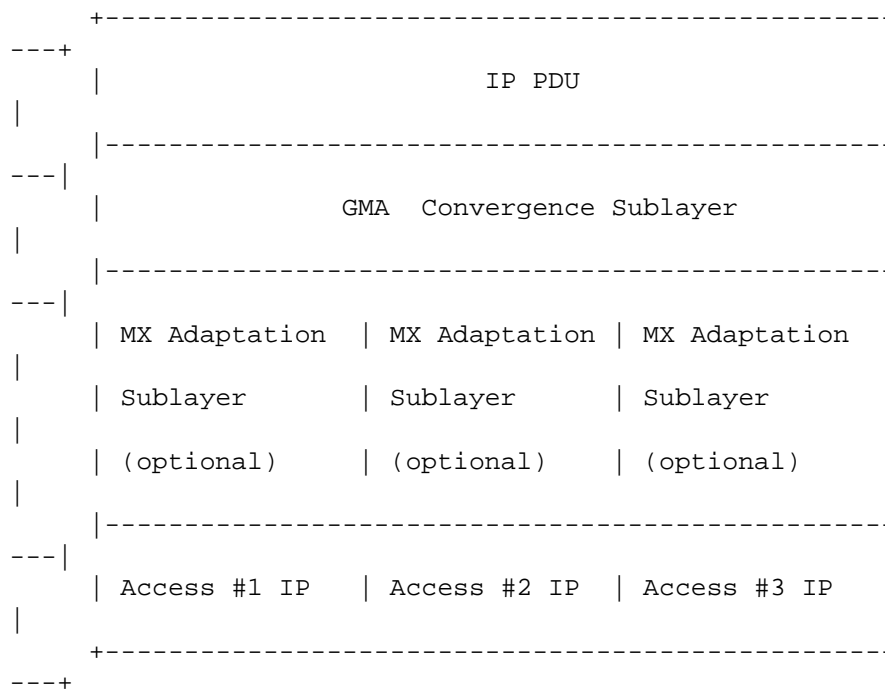 +-----------------------------------------------
---+
| IP PDU
|
|-----------------------------------------------
---|
| GMA Convergence Sublayer
|
|-----------------------------------------------
---|
| MX Adaptation | MX Adaptation | MX Adaptation
|
| Sublayer | Sublayer | Sublayer
|
| (optional) | (optional) | (optional)
|
|-----------------------------------------------
---|
| Access #1 IP | Access #2 IP | Access #3 IP
|
+-----------------------------------------------
---+